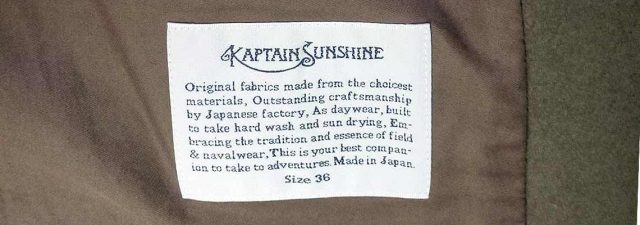 KAPTAIN SUNSHINE
Original fabrics made from the choicest
materials, Outstanding craftsmanship
by Japanese factory, As daywear, built
to take hard wash and sun drying, Em-
bracing the tradition and essence of field
& navalwear, This is your best compan-
ion to take to adventures. Made in Japan.
Size 36